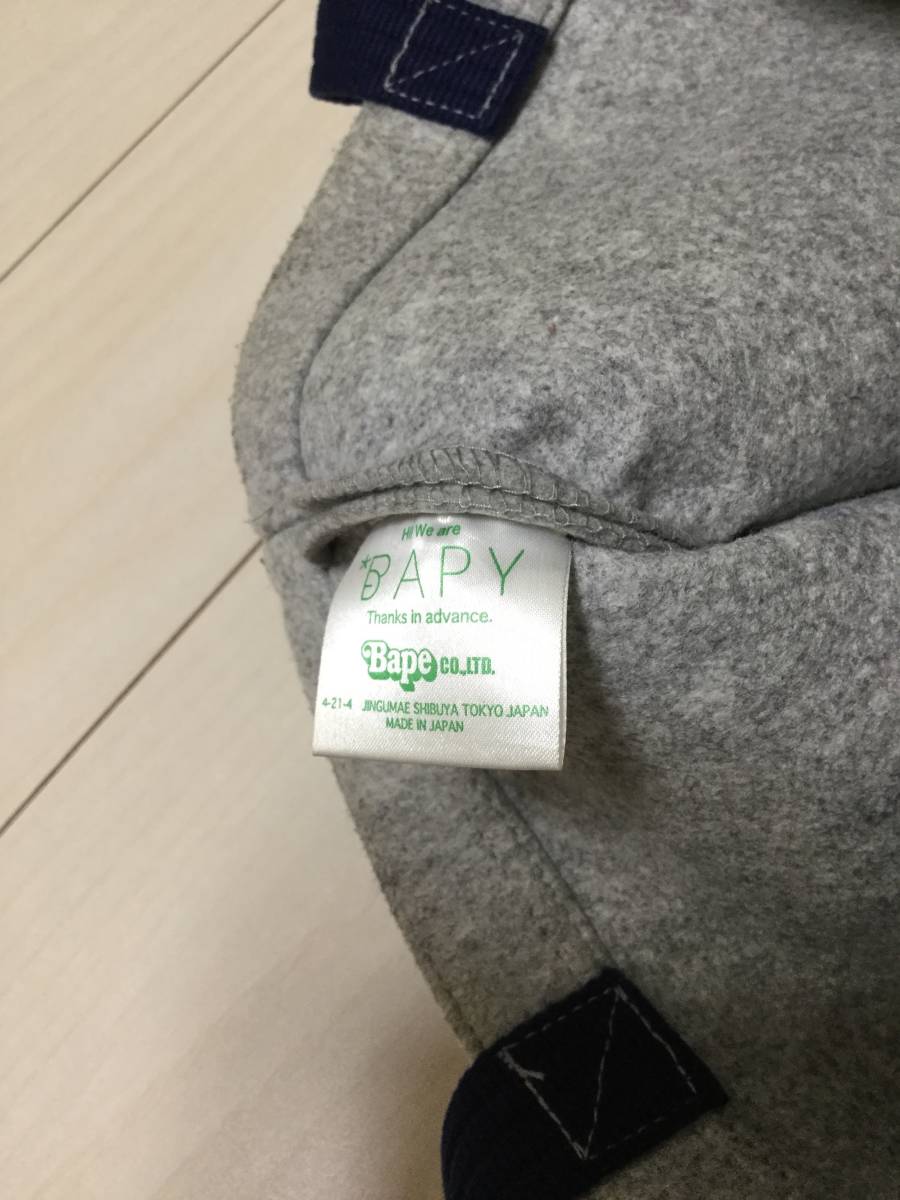 Hi We are
*BAPY
Thanks in advance.
Bape CO.,LTD.
4-21-4 JINGUMAE SHIBUYA TOKYO JAPAN
MADE IN JAPAN